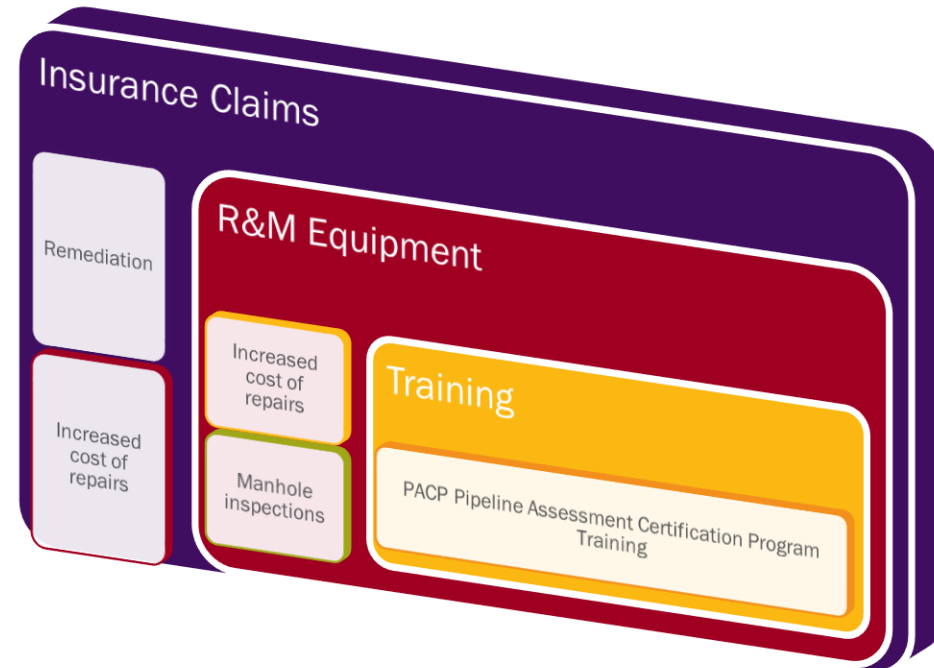 Insurance Claims
Remediation
Increased
cost of
repairs
R&M Equipment
Increased
cost of
repairs
Manhole
inspections
Training
PACP Pipeline Assessment Certification Program
Training